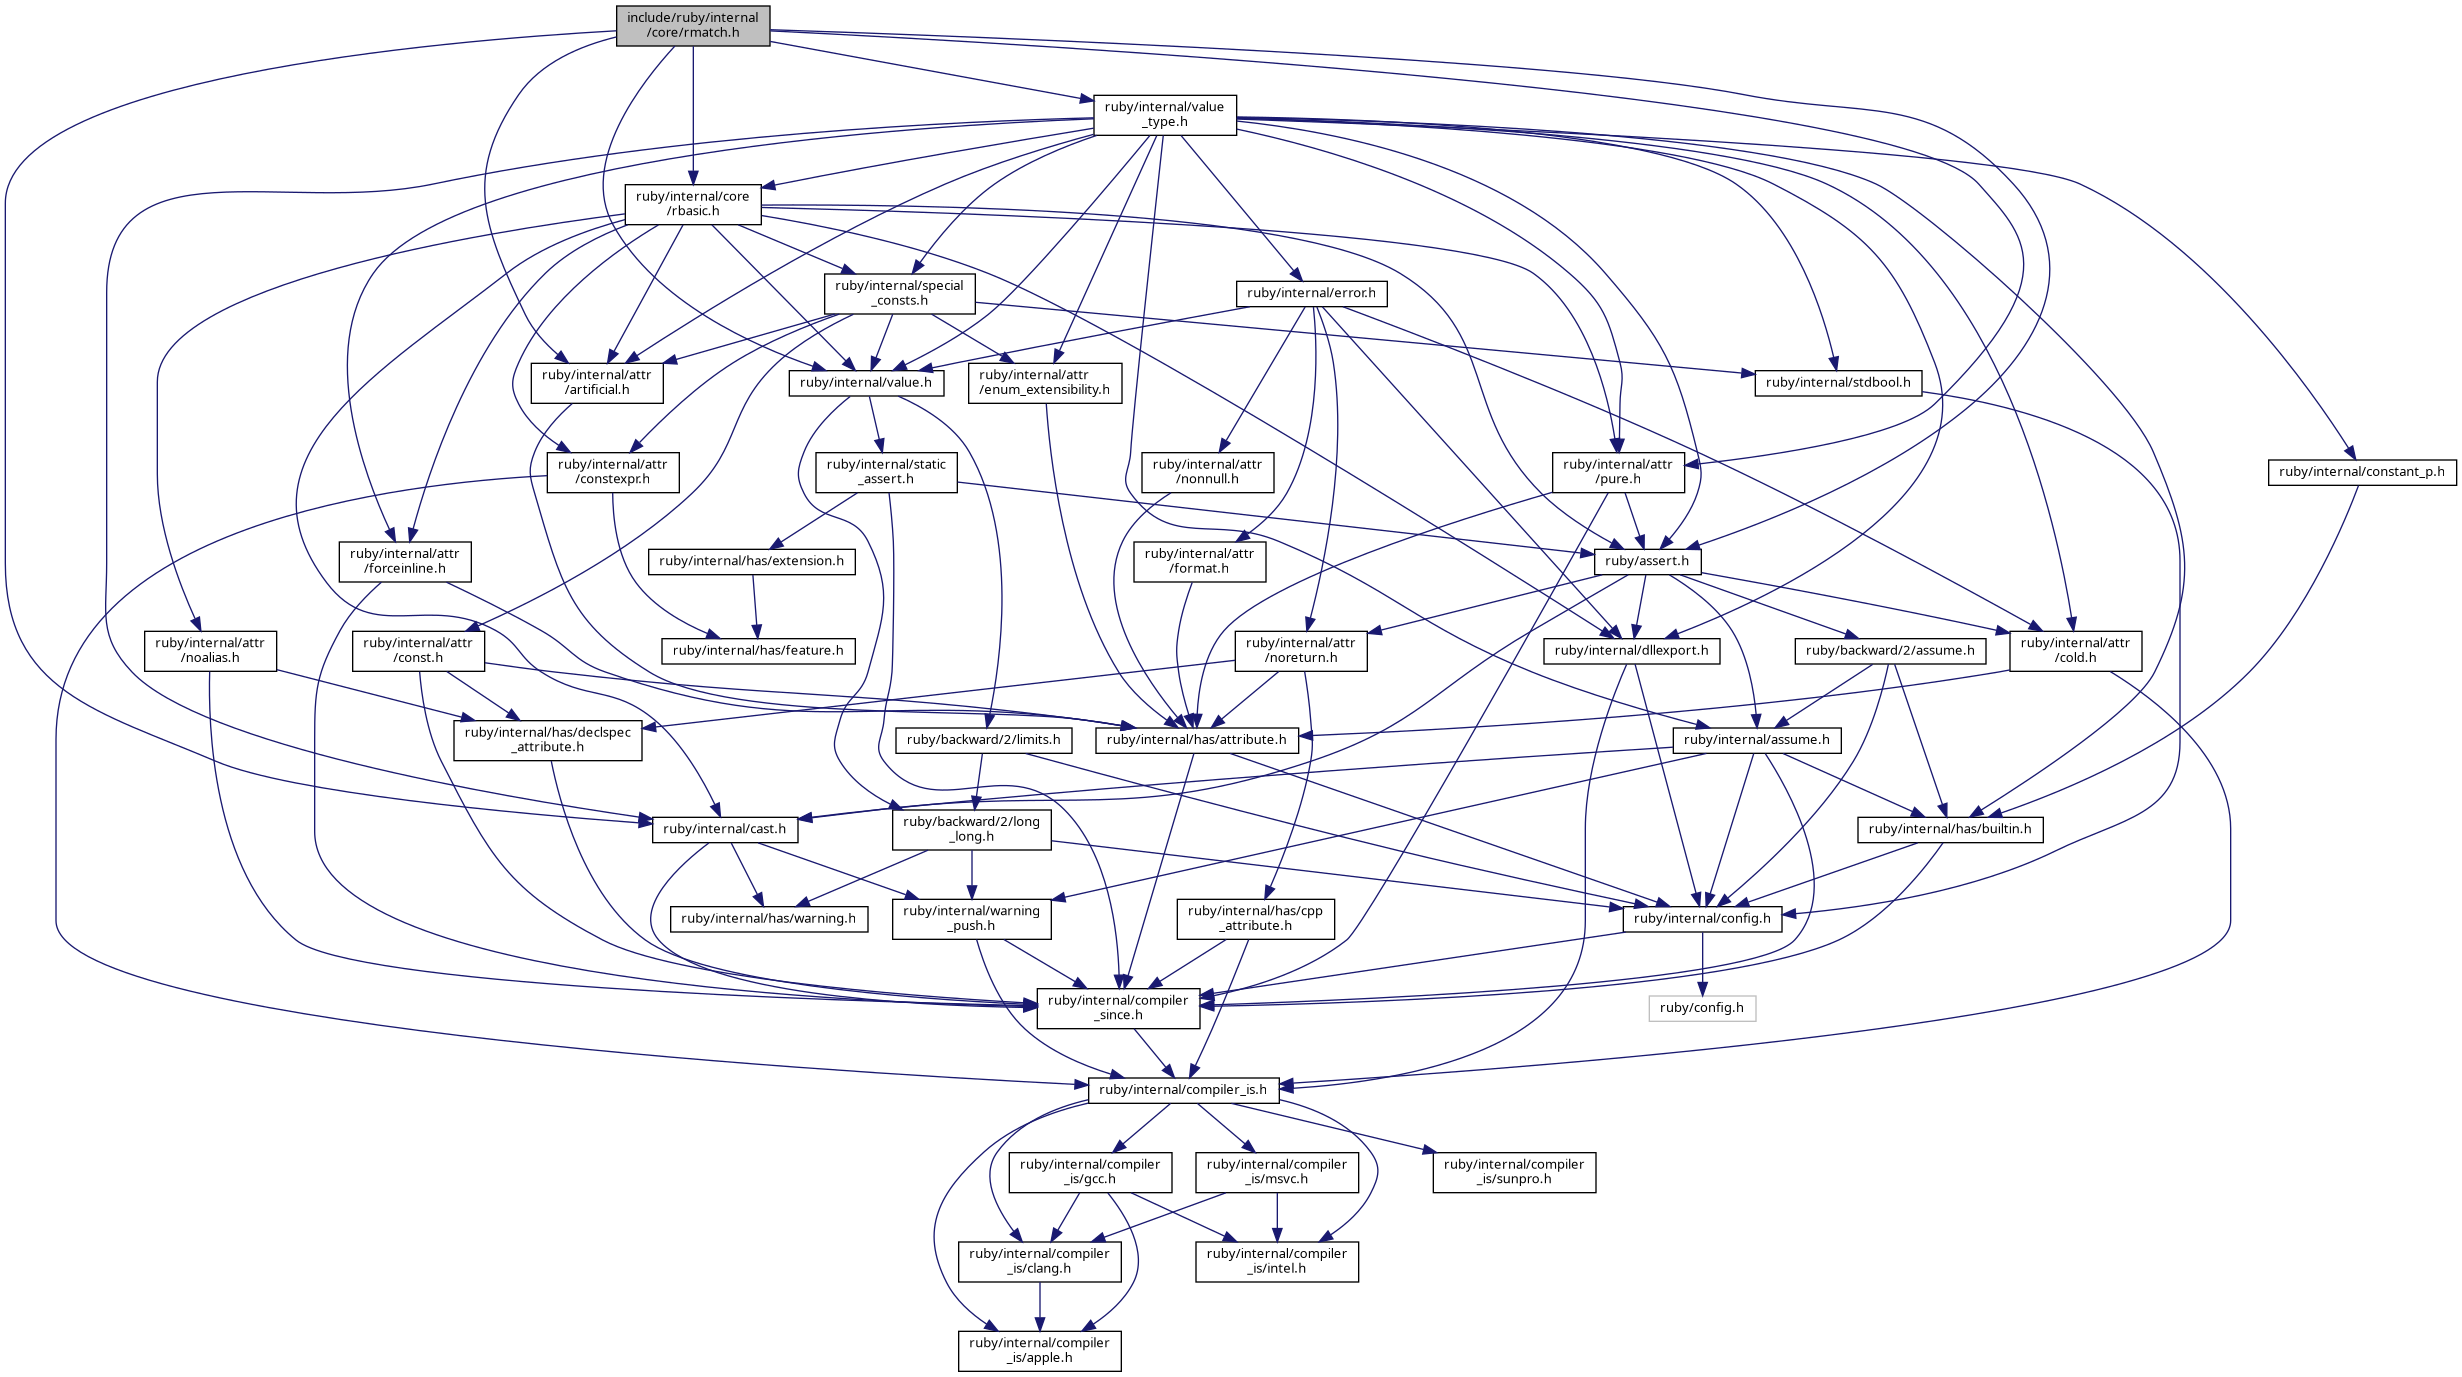 include/ruby/internal
/core/rmatch.h
ruby/internal/value
_type.h
ruby/internal/core
/rbasic.h
ruby/internal/special
_consts.h
ruby/internal/error.h
ruby/internal/attr
/artificial.h
ruby/internal/value.h
ruby/internal/attr
/enum_extensibility.h
ruby/internal/stdbool.h
ruby/internal/attr
/constexpr.h
ruby/internal/static
_assert.h
ruby/internal/attr
/nonnull.h
ruby/internal/attr
/pure.h
ruby/internal/constant_p.h
ruby/internal/attr
/forceinline.h
ruby/internal/has/extension.h
ruby/internal/attr
/format.h
ruby/assert.h
ruby/internal/attr
/noalias.h
ruby/internal/attr
/const.h
ruby/internal/has/feature.h
ruby/internal/attr
/noreturn.h
ruby/internal/dllexport.h
ruby/backward/2/assume.h
ruby/internal/attr
/cold.h
ruby/internal/has/declspec
_attribute.h
ruby/backward/2/limits.h
ruby/internal/has/attribute.h
ruby/internal/assume.h
ruby/internal/cast.h
ruby/backward/2/long
_long.h
ruby/internal/has/builtin.h
ruby/internal/has/warning.h
ruby/internal/warning
_push.h
ruby/internal/has/cpp
_attribute.h
ruby/internal/config.h
ruby/internal/compiler
_since.h
ruby/config.h
ruby/internal/compiler_is.h
ruby/internal/compiler
_is/gcc.h
ruby/internal/compiler
_is/msvc.h
ruby/internal/compiler
_is/sunpro.h
ruby/internal/compiler
_is/clang.h
ruby/internal/compiler
_is/intel.h
ruby/internal/compiler
_is/apple.h